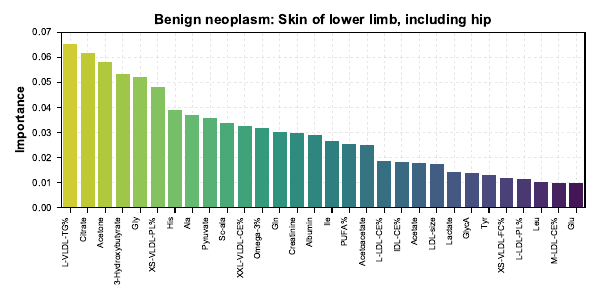 Benign neoplasm: Skin of lower limb, including hip
Importance
0.07
0.06
0.05
0.04
0.03
0.02
0.01
0.00
L-VLDL-TG%
Citrate
Acetone
3-Hydroxybutyrate
Gly
XS-VLDL-PL%
His
Ala
Pyruvate
Sc-ala
XXL-VLDL-CE%
Omega-3%
Gln
Creatinine
Albumin
Ile
PUFA%
Acetoacetate
L-LDL-CE%
IDL-CE%
Acetate
LDL-size
Lactate
GlycA
Tyr
XS-VLDL-FC%
L-LDL-PL%
Leu
M-LDL-CE%
Glu